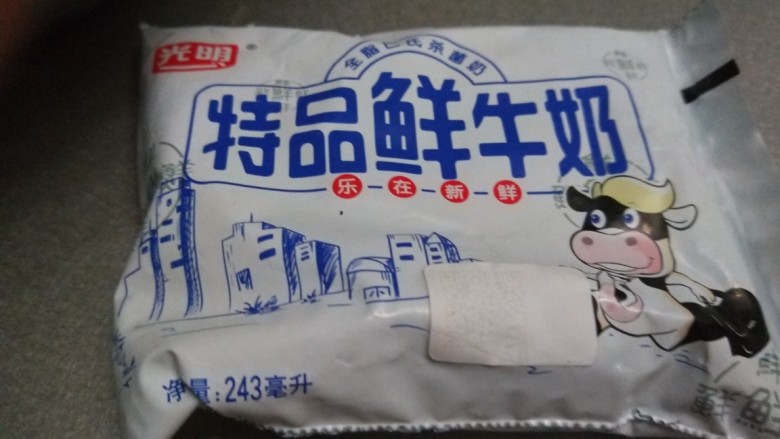 光明
全脂巴氏杀菌奶
特品鲜牛奶
乐在新鲜
净量:243毫升